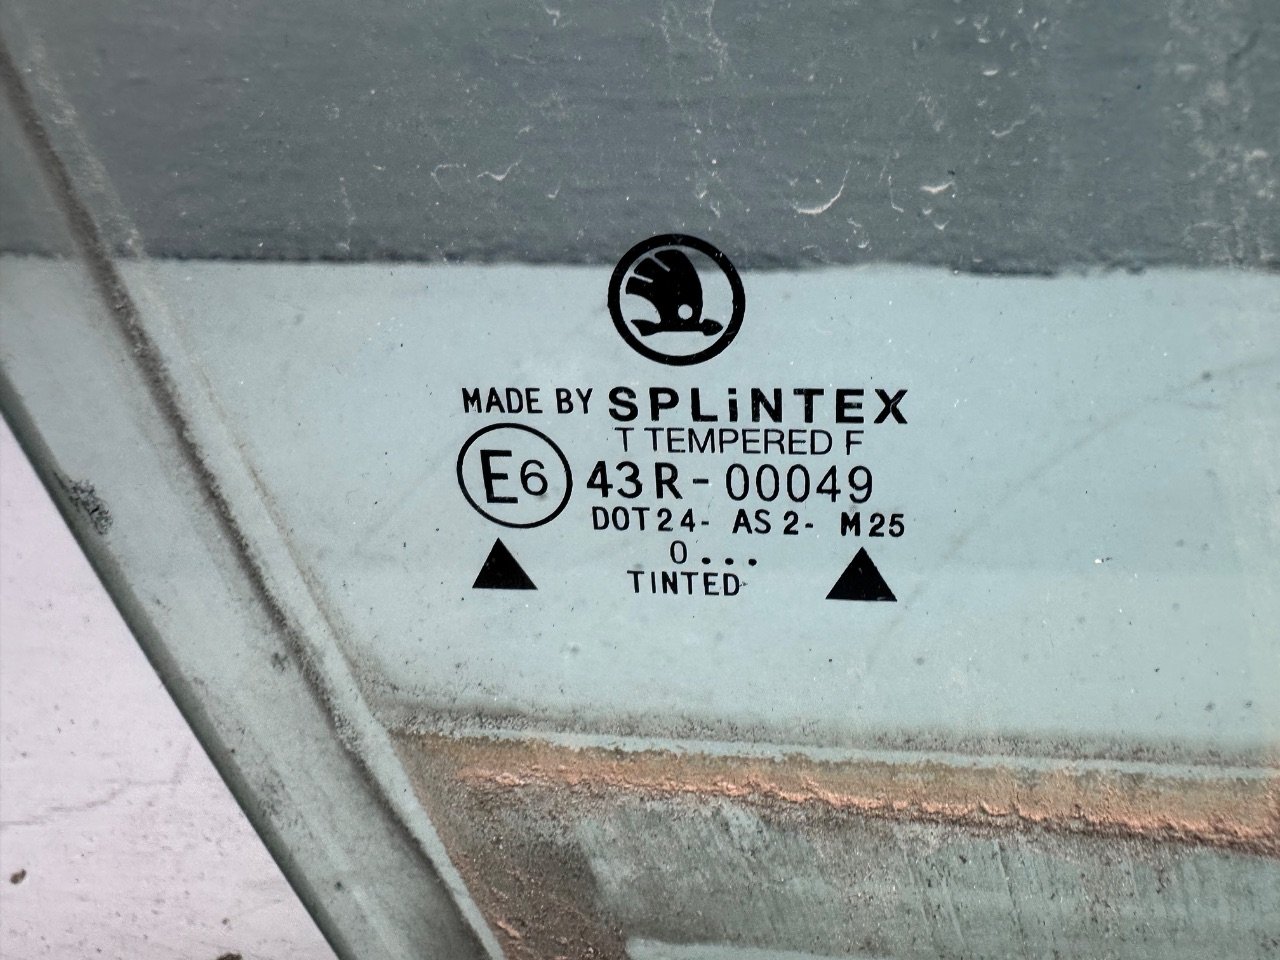 MADE BY SPLiNTEX
T TEMPERED F
E6 43R-00049
DOT24- AS2- M25
0...
TINTED